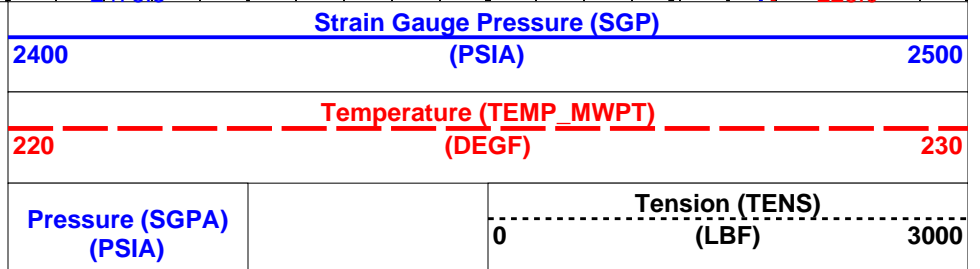 Strain Gauge Pressure (SGP)
2400 (PSIA) 2500
Temperature (TEMP_MWPT)
220 (DEGF) 230
Pressure (SGPA)
(PSIA)
Tension (TENS)
0 (LBF) 3000